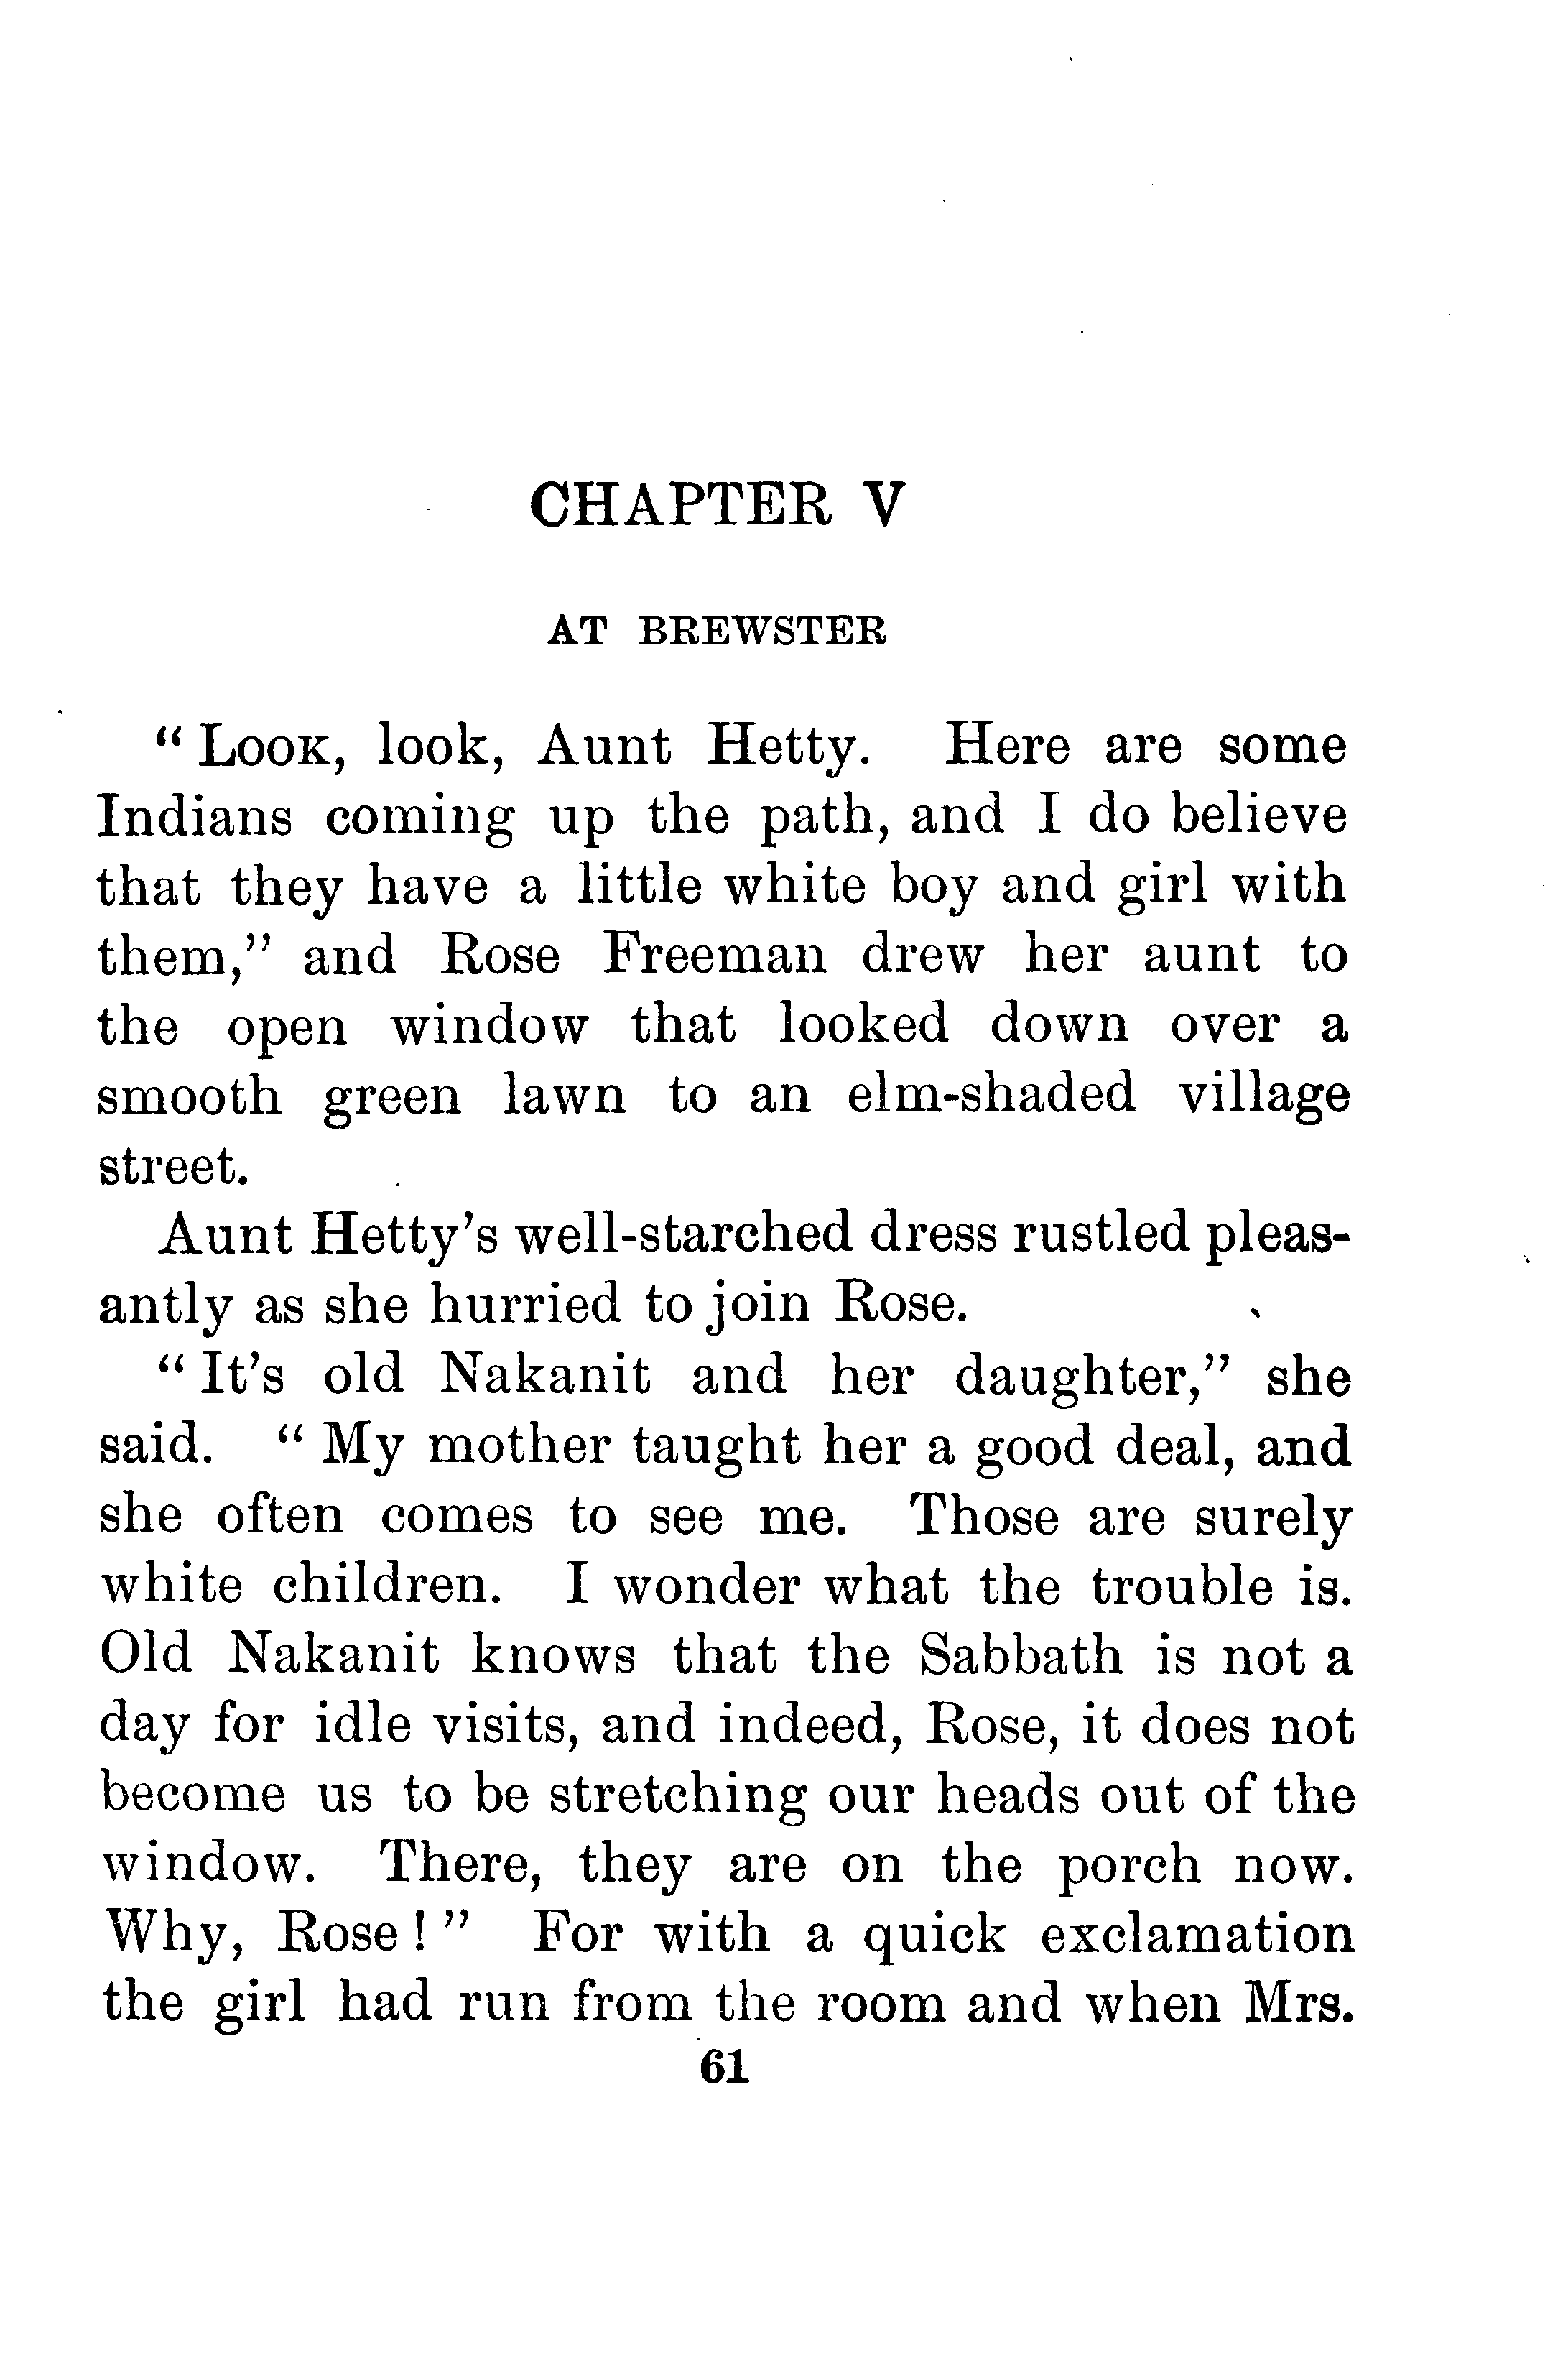 CHAPTER V
AT BREWSTER
“ LOOK, look, Aunt Hetty. Here are some
Indians coming up the path, and I do believe
that they have a little white boy and girl with
them,” and Rose Freeman drew her aunt to
the open window that looked down over a
smooth green lawn to an elm-shaded village
street.
Aunt Hetty’s well-starched dress rustled pleas-
antly as she hurried to join Rose.
“ It’s old Nakanit and her daughter,” she
said. “ My mother taught her a good deal, and
she often comes to see me. Those are surely
white children. I wonder what the trouble is.
Old Nakanit knows that the Sabbath is not a
day for idle visits, and indeed, Rose, it does not
become us to be stretching our heads out of the
window. There, they are on the porch now.
Why, Rose ! ” For with a quick exclamation
the girl had run from the room and when Mrs.
61